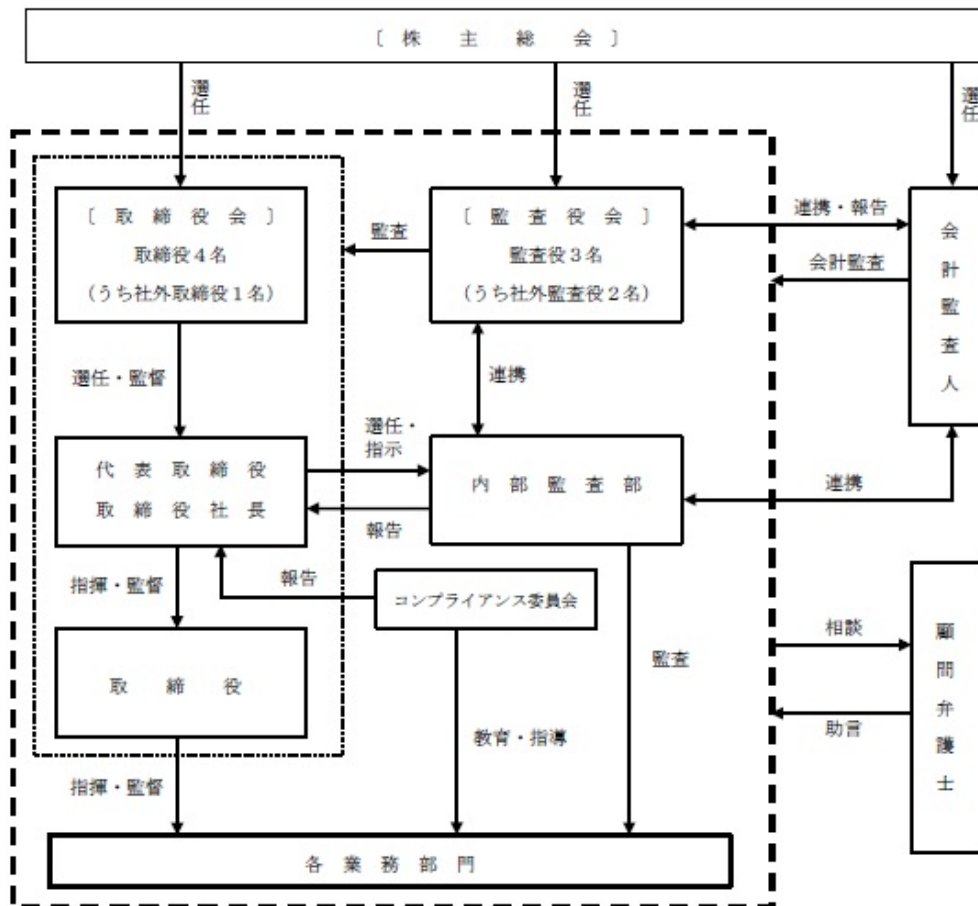 〔 株 主 総 会 〕
選任
選任
選任
〔 取 締 役 会 〕
取締役4名
（うち社外取締役1名）
監査
〔 監 査 役 会 〕
監査役3名
（うち社外監査役2名）
連携・報告
会計監査
会計監査人
選任・監督
連携
代 表 取 締 役
取 締 役 社 長
選任・
指示
報告
内 部 監 査 部
連携
指揮・監督
報告
コンプライアンス委員会
取 締 役
監査
相談
助言
顧問弁護士
指揮・監督
教育・指導
各 業 務 部 門